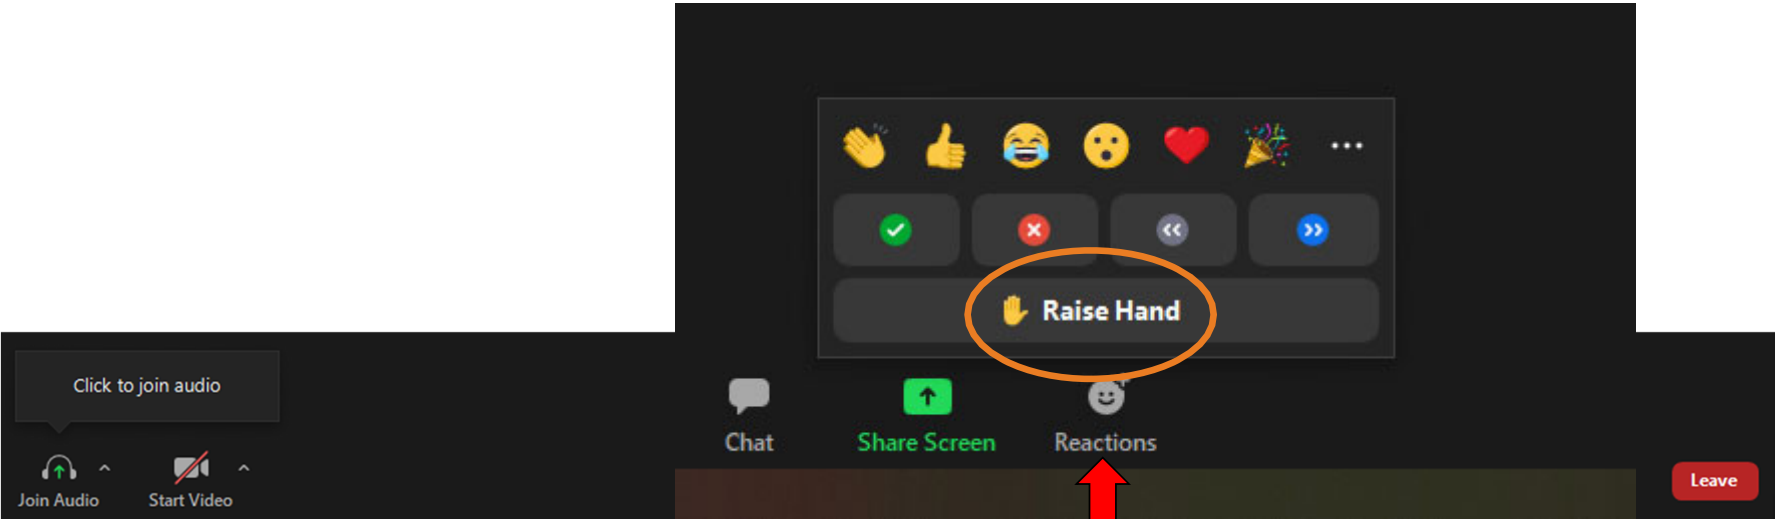 Raise Hand
Click to join audio
Chat
Share Screen
Reactions
Join Audio
Start Video
Leave